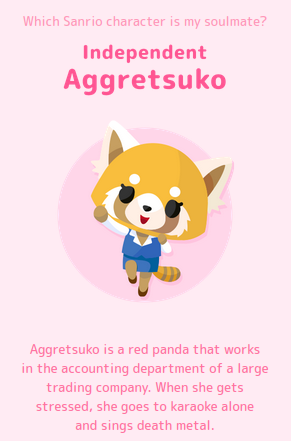 Which Sanrio character is my soulmate?
Independent
Aggretsuko
Aggretsuko is a red panda that works
in the accounting department of a large
trading company. When she gets
stressed, she goes to karaoke alone
and sings death metal.